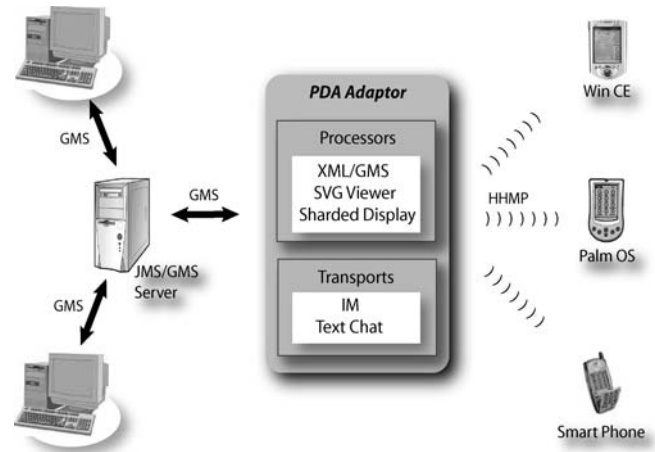 PDA Adaptor
Processors
XML/GMS
SVG Viewer
Sharded Display
Transports
IM
Text Chat
GMS
GMS
GMS
JMS/GMS
Server
HHMP
Win CE
Palm OS
Smart Phone